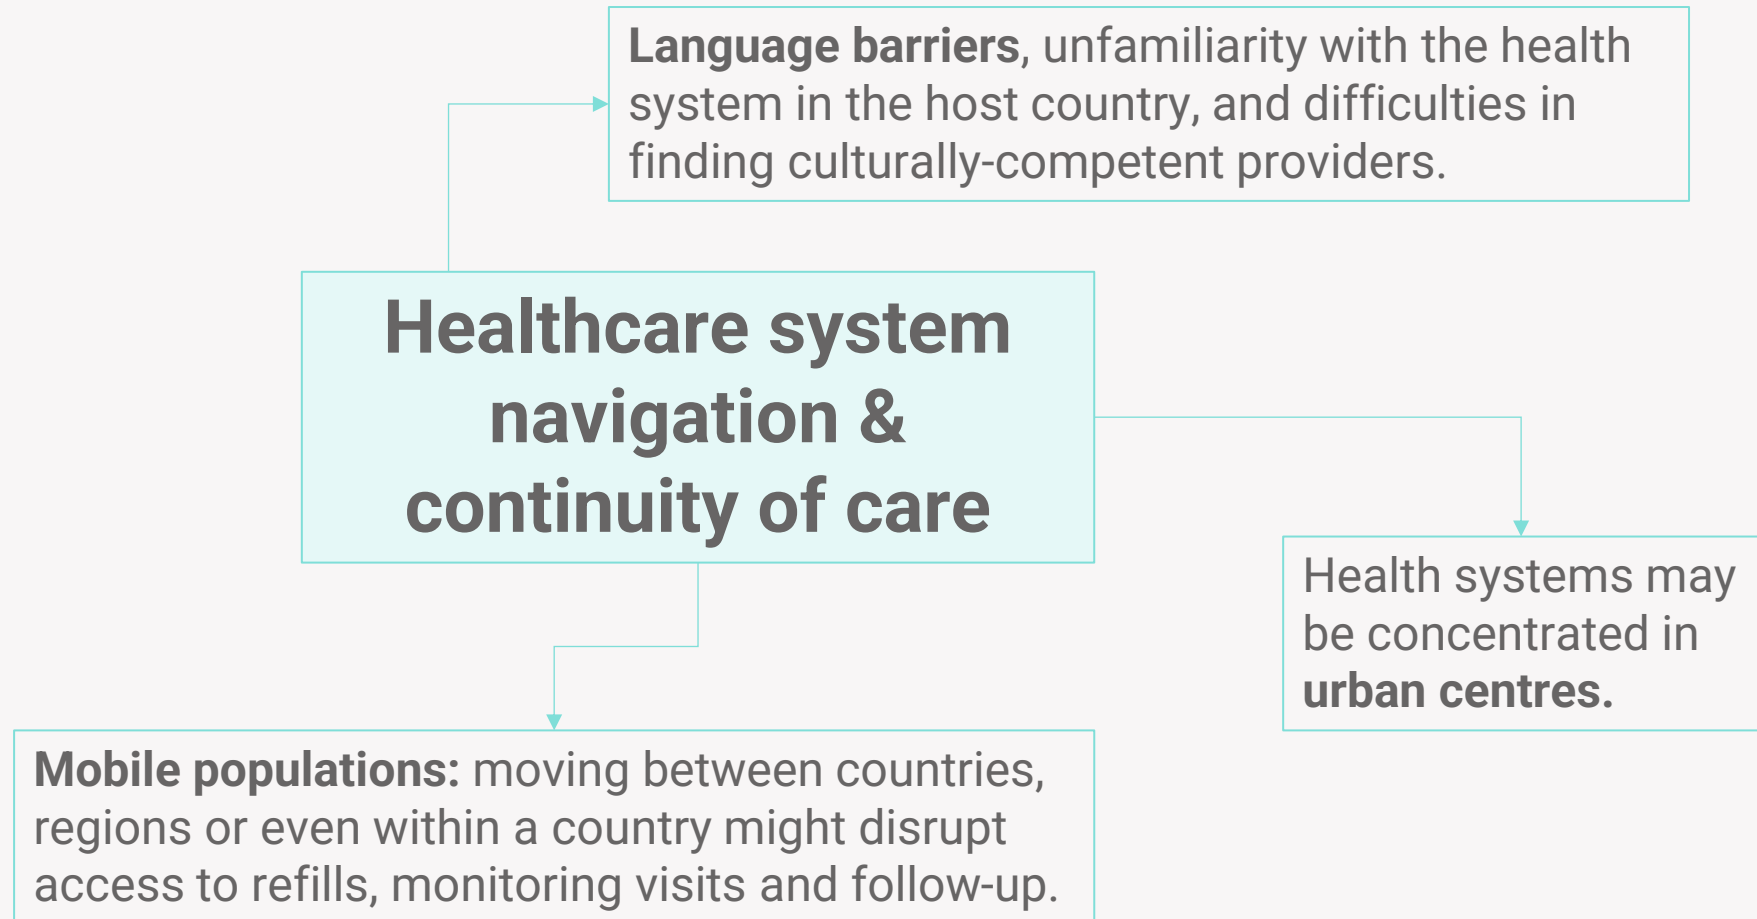 Language barriers, unfamiliarity with the health
system in the host country, and difficulties in
finding culturally-competent providers.
Healthcare system
navigation &
continuity of care
Health systems may
be concentrated in
urban centres.
Mobile populations: moving between countries,
regions or even within a country might disrupt
access to refills, monitoring visits and follow-up.